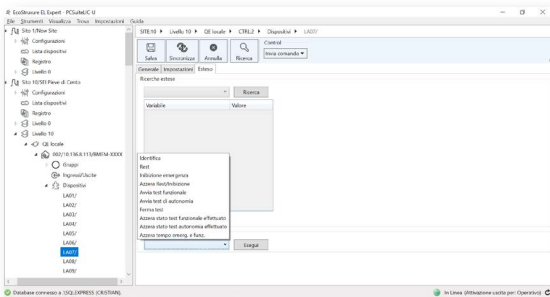 EcoStruxure EL Expert - PCSuiteLIC-U
File Strumenti Visualizza Torna Impostazioni Guida
Sito 1/New Site
Configurazioni
Lista dispositivi
Registro
Livello 0
Sito 10/SEI Pieve di Cento
Configurazioni
Lista dispositivi
Registro
Livello 0
Livello 10
QE locale
Gruppi
Ingressi/Uscite
Dispositivi
LA01/
LA02/
LA03/
LA04/
LA05/
LA06/
LA07/
LA08/
LA09/
SITE:10 Livello 10 QE locale CTRL:2 Dispositivi LA07/
Salva Sincronizza Annulla Ricerca
Control
Invia comando
Generale Impostazioni Esteso
Ricerche estese
Ricerca
Variabile Valore
Identifica
Rest
Inibizione emergenza
Azzera Rest/Inibizione
Avvia test funzionale
Avvia test di autonomia
Ferma test
Azzera stato test funzionale effettuato
Azzera stato test autonomia effettuato
Azzera tempo emerg. e funz.
Esegui
Database connesso a .\SQLEXPRESS (CRISTIAN).
In Linea (Attivazione uscite per: Operativo)